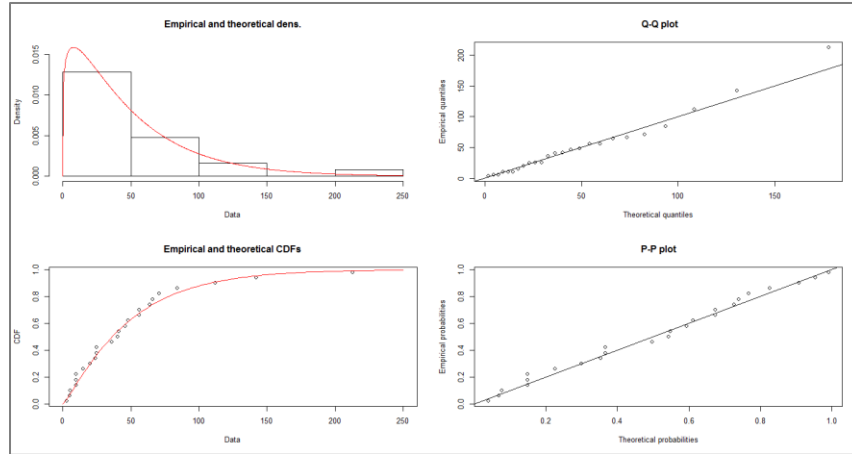 Empirical and theoretical dens.
Density
0.000 0.005 0.010 0.015
0 50 100 150 200 250
Data
Q-Q plot
Empirical quantiles
0 50 100 150 200
0 50 100 150
Theoretical quantiles
Empirical and theoretical CDFs
CDF
0.0 0.2 0.4 0.6 0.8 1.0
0 50 100 150 200 250
Data
P-P plot
Empirical probabilities
0.0 0.2 0.4 0.6 0.8 1.0
0.2 0.4 0.6 0.8 1.0
Theoretical probabilities